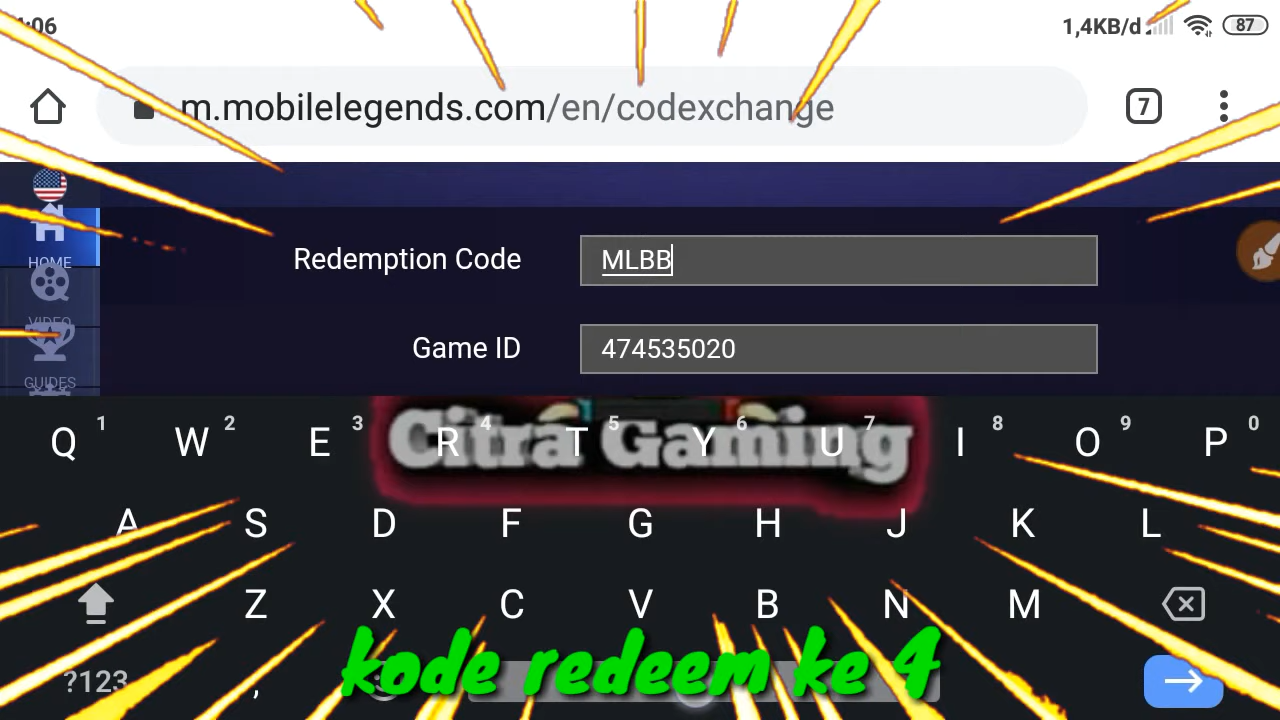 :06 1,4KB/d 87
m.mobilelegends.com/en/codexchange 7
HOME
VIDEO
GUIDES
Redemption Code MLBB
Game ID 474535020
Citra Gaming
Q 1 W 2 E 3 R 4 T 5 Y 6 U 7 I 8 O 9 P 0
A S D F G H J K L
Z X C V B N M
?123 ,
kode redeem ke 4